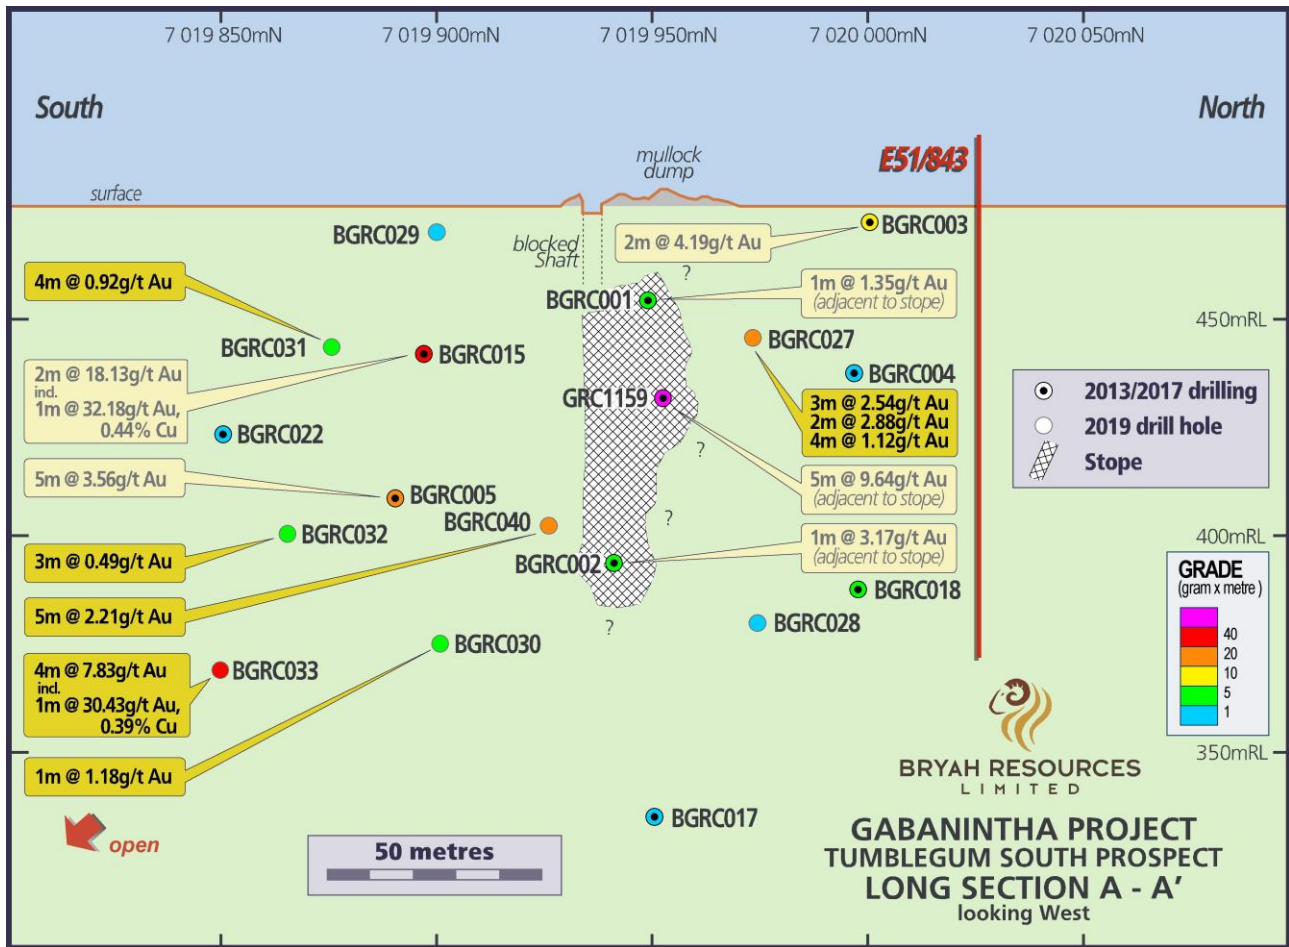 7 019 850mN
7 019 900mN
7 019 950mN
7 020 000mN
7 020 050mN
South
North
mullock
dump
E51/843
surface
BGRC029
blocked
Shaft
2m @ 4.19g/t Au
BGRC003
?
4m @ 0.92g/t Au
BGRC001
1m @ 1.35g/t Au
(adjacent to stope)
450mRL
BGRC031
BGRC015
BGRC027
2m @ 18.13g/t Au
incl.
1m @ 32.18g/t Au,
0.44% Cu
BGRC004
GRC1159
3m @ 2.54g/t Au
2m @ 2.88g/t Au
4m @ 1.12g/t Au
2013/2017 drilling
2019 drill hole
Stope
BGRC022
?
5m @ 3.56g/t Au
BGRC005
5m @ 9.64g/t Au
(adjacent to stope)
BGRC040
?
BGRC032
400mRL
3m @ 0.49g/t Au
BGRC002
1m @ 3.17g/t Au
(adjacent to stope)
BGRC018
GRADE
(gram x metre )
40
20
10
5
1
5m @ 2.21g/t Au
?
BGRC028
BGRC030
4m @ 7.83g/t Au
incl.
1m @ 30.43g/t Au,
0.39% Cu
BGRC033
1m @ 1.18g/t Au
350mRL
BRYAH RESOURCES
LIMITED
BGRC017
open
50 metres
GABANINTHA PROJECT
TUMBLEGUM SOUTH PROSPECT
LONG SECTION A - A'
looking West